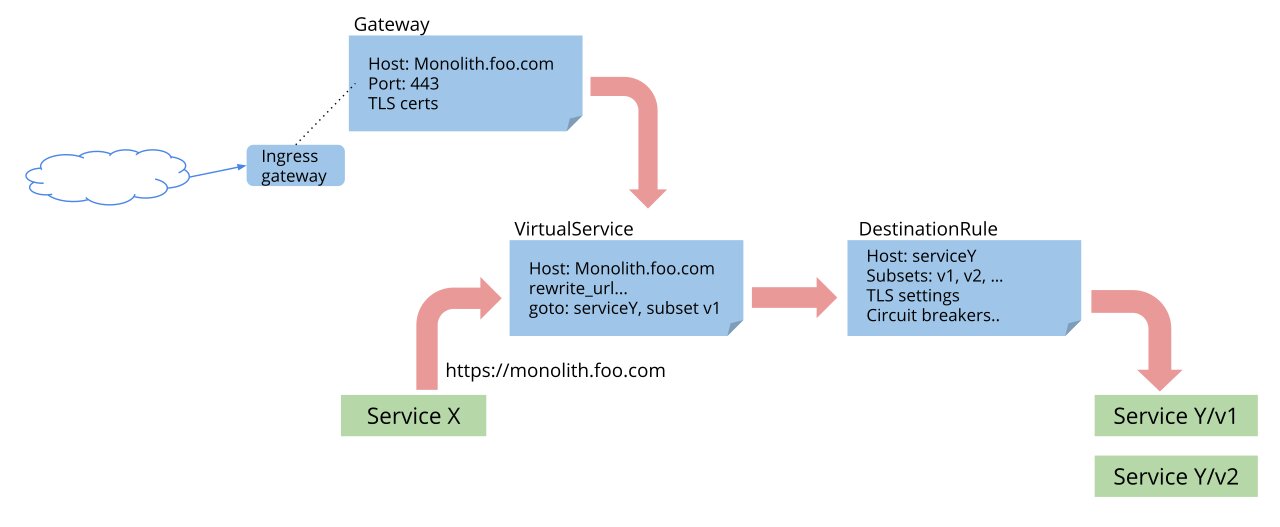 Gateway
Host: Monolith.foo.com
Port: 443
TLS certs
Ingress
gateway
VirtualService
Host: Monolith.foo.com
rewrite_url...
goto: serviceY, subset v1
DestinationRule
Host: serviceY
Subsets: v1, v2, ...
TLS settings
Circuit breakers..
https://monolith.foo.com
Service X
Service Y/v1
Service Y/v2